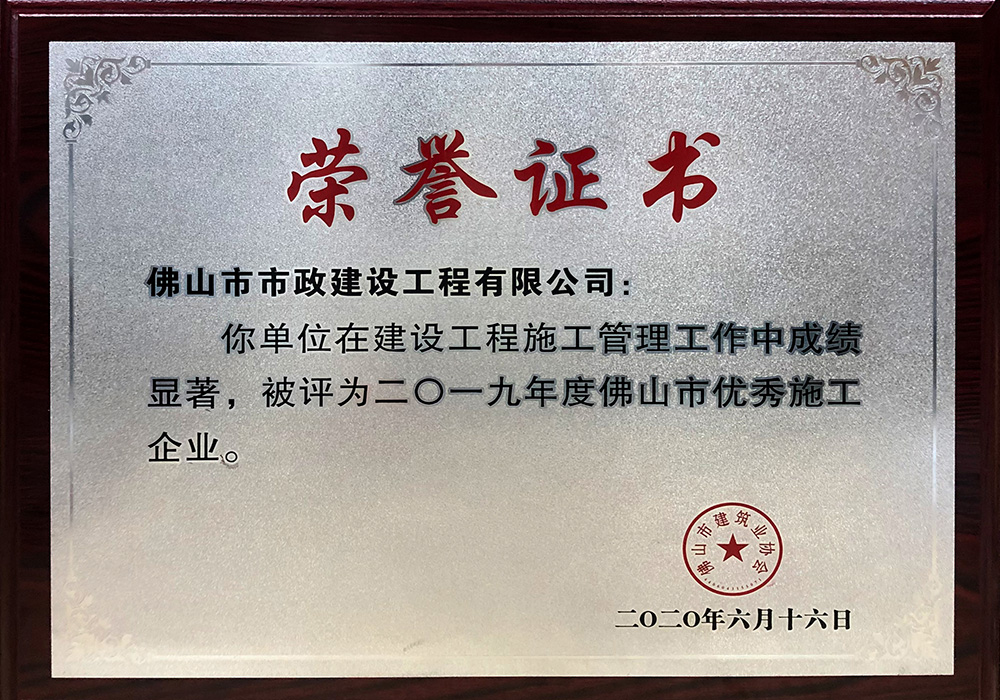 荣誉证书
佛山市市政建设工程有限公司：
你单位在建设工程施工管理工作中成绩
显著，被评为二〇一九年度佛山市优秀施工
企业。
佛山市建筑业协会
二〇二〇年六月十六日